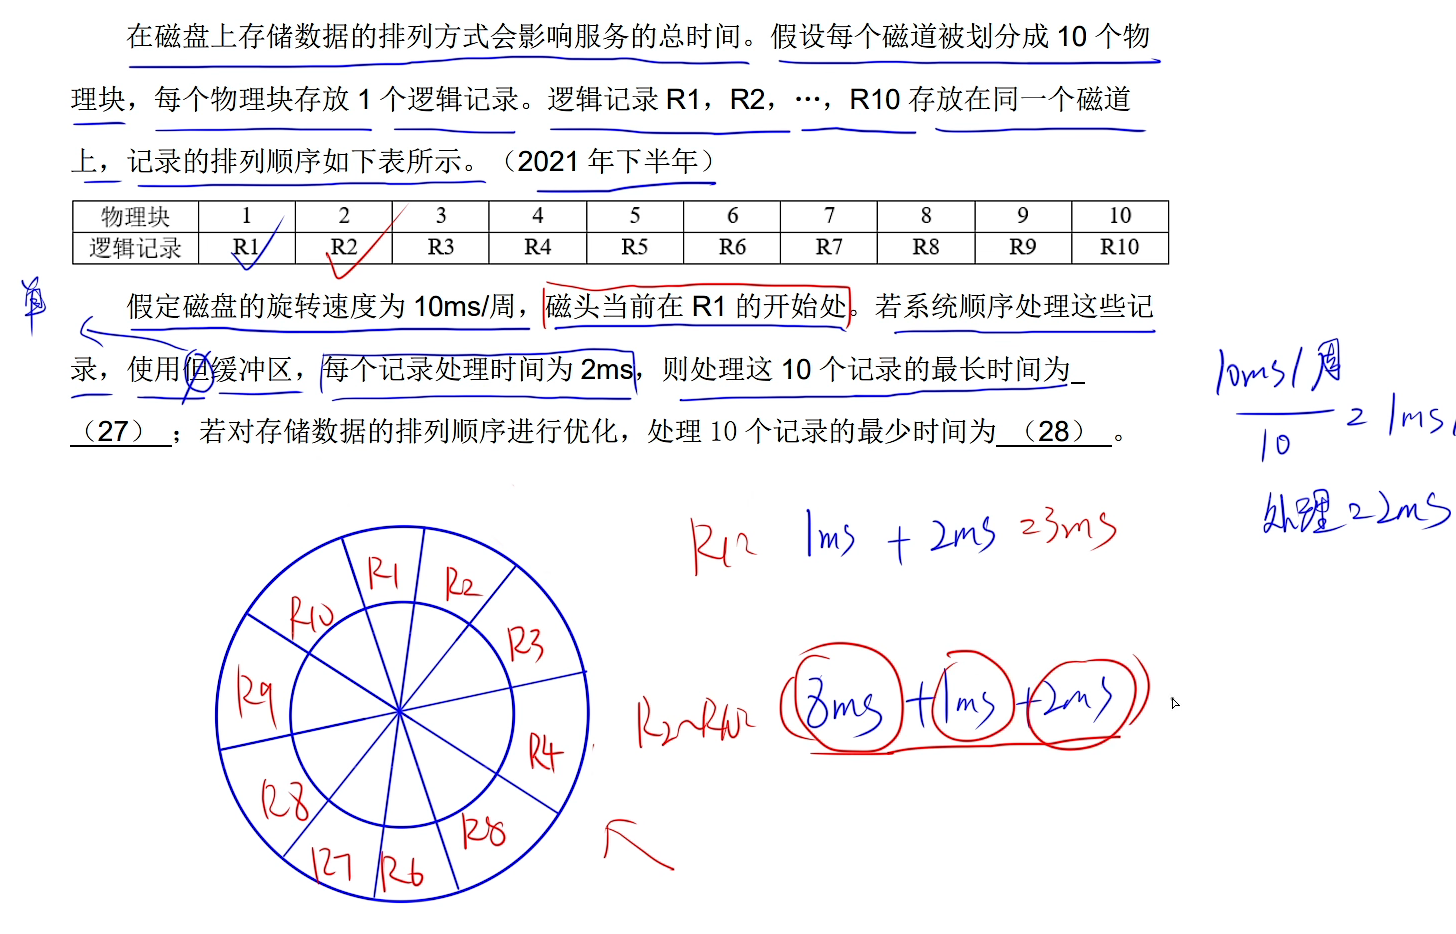 在磁盘上存储数据的排列方式会影响服务的总时间。假设每个磁道被划分成 10 个物
理块，每个物理块存放 1 个逻辑记录。逻辑记录 R1，R2，…，R10 存放在同一个磁道
上，记录的排列顺序如下表所示。（2021 年下半年）
物理块 1 2 3 4 5 6 7 8 9 10
逻辑记录 R1 R2 R3 R4 R5 R6 R7 R8 R9 R10
单
假定磁盘的旋转速度为 10ms/周，磁头当前在 R1 的开始处。若系统顺序处理这些记
录，使用但缓冲区，每个记录处理时间为 2ms，则处理这 10 个记录的最长时间为
（27） ；若对存储数据的排列顺序进行优化，处理 10 个记录的最少时间为 （28） 。
10ms/周
10
= 1ms
处理=2ms
R1= 1ms + 2ms =3ms
R2~R10= (8ms +1ms +2ms)
R1
R2
R3
R4
R8
R6
R7
R8
R9
R10